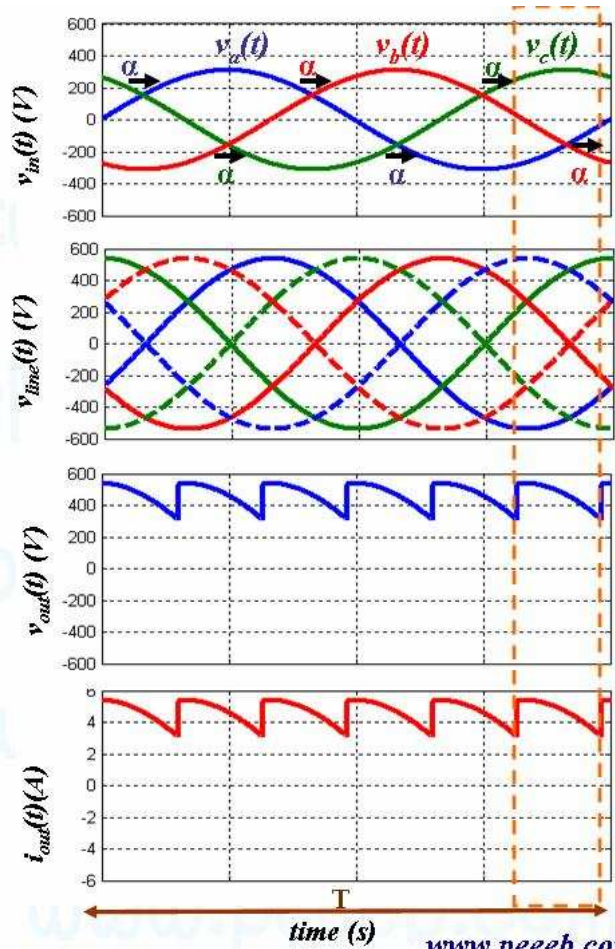 600
400
200
0
-200
-400
-600
v_in(t) (V)
v_a(t)
v_b(t)
v_c(t)
α
α
α
α
α
α
600
400
200
0
-200
-400
-600
v_line(t) (V)
600
400
200
0
-200
-400
-600
v_out(t) (V)
6
4
2
0
-2
-4
-6
i_out(t)(A)
T
time (s)